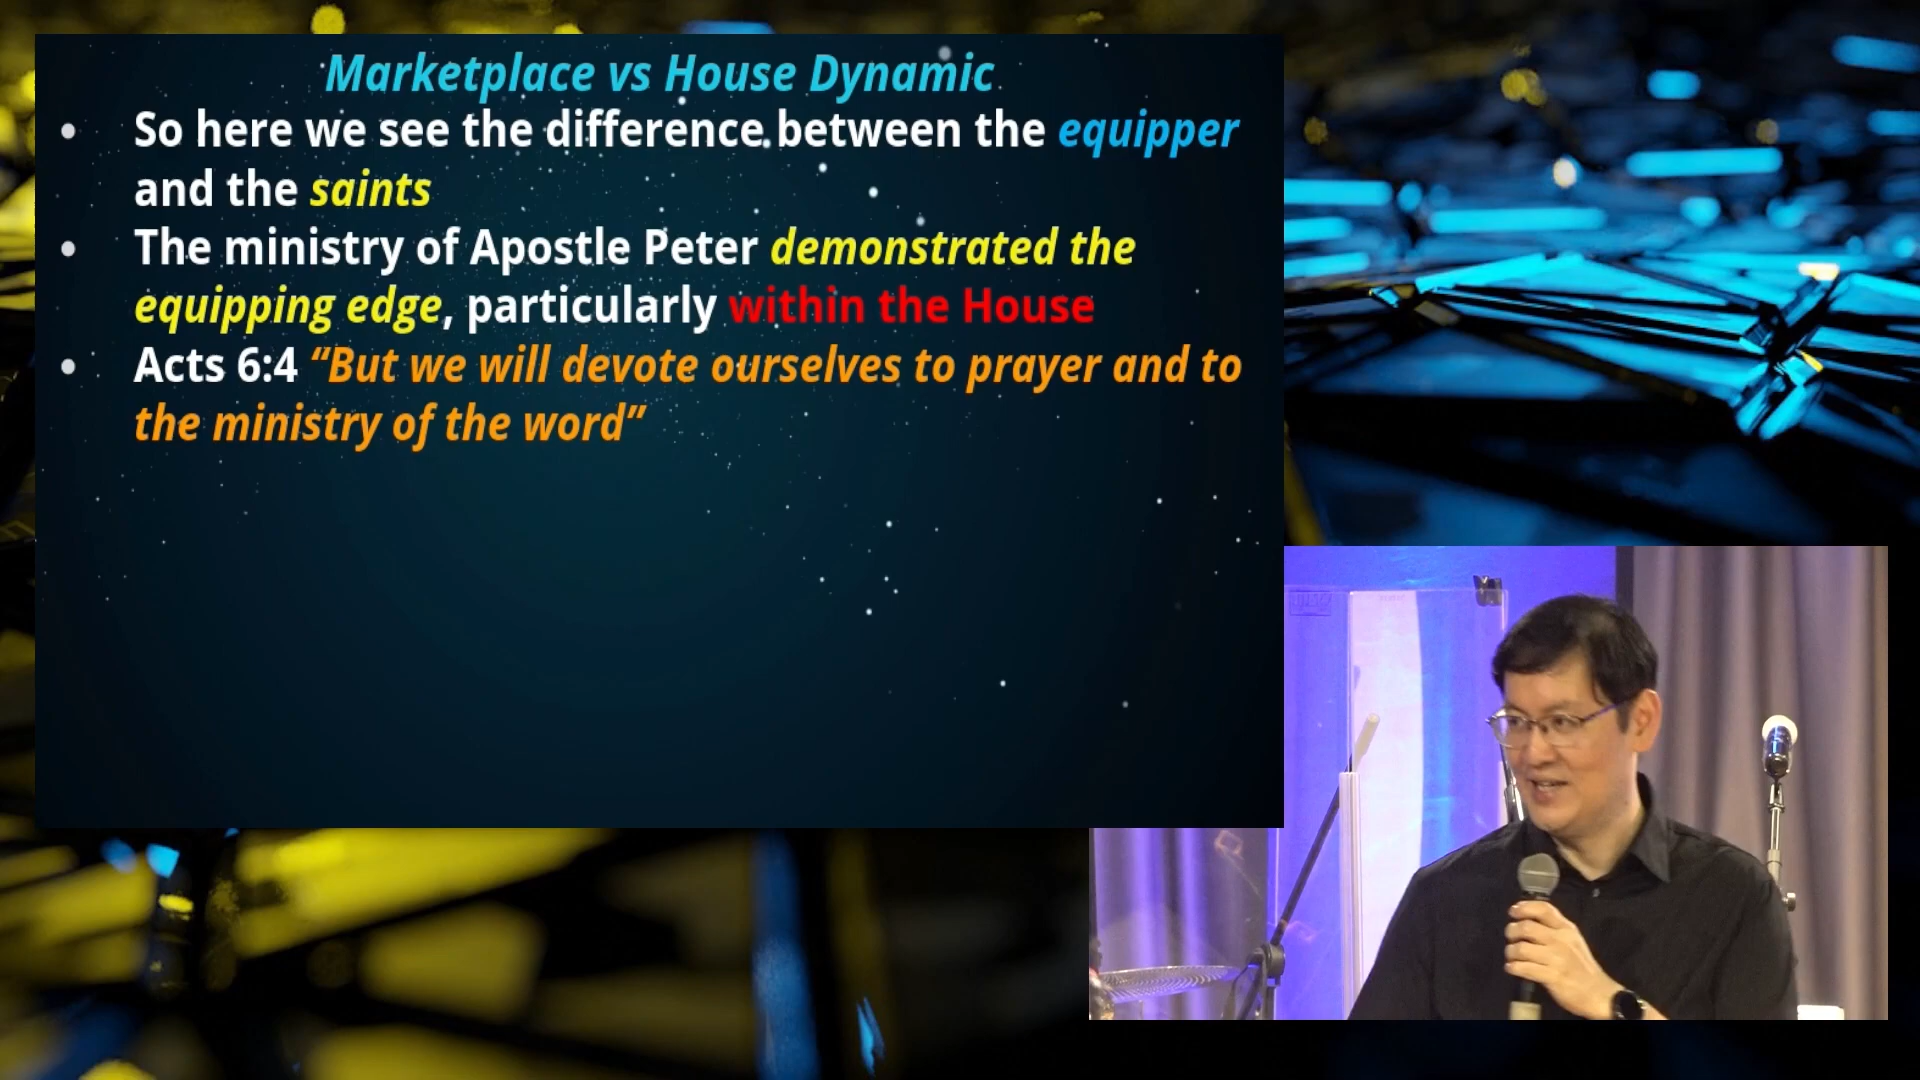 Marketplace vs House Dynamic
• So here we see the difference between the equipper
and the saints
• The ministry of Apostle Peter demonstrated the
equipping edge, particularly within the House
• Acts 6:4 “But we will devote ourselves to prayer and to
the ministry of the word”